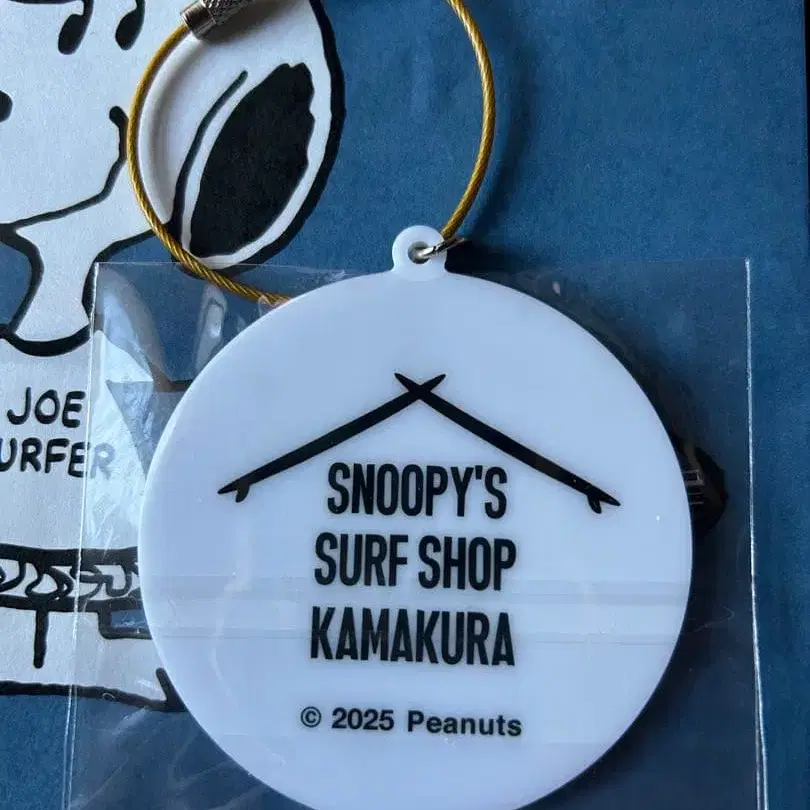 JOE
URFER
SNOOPY'S
SURF SHOP
KAMAKURA
© 2025 Peanuts